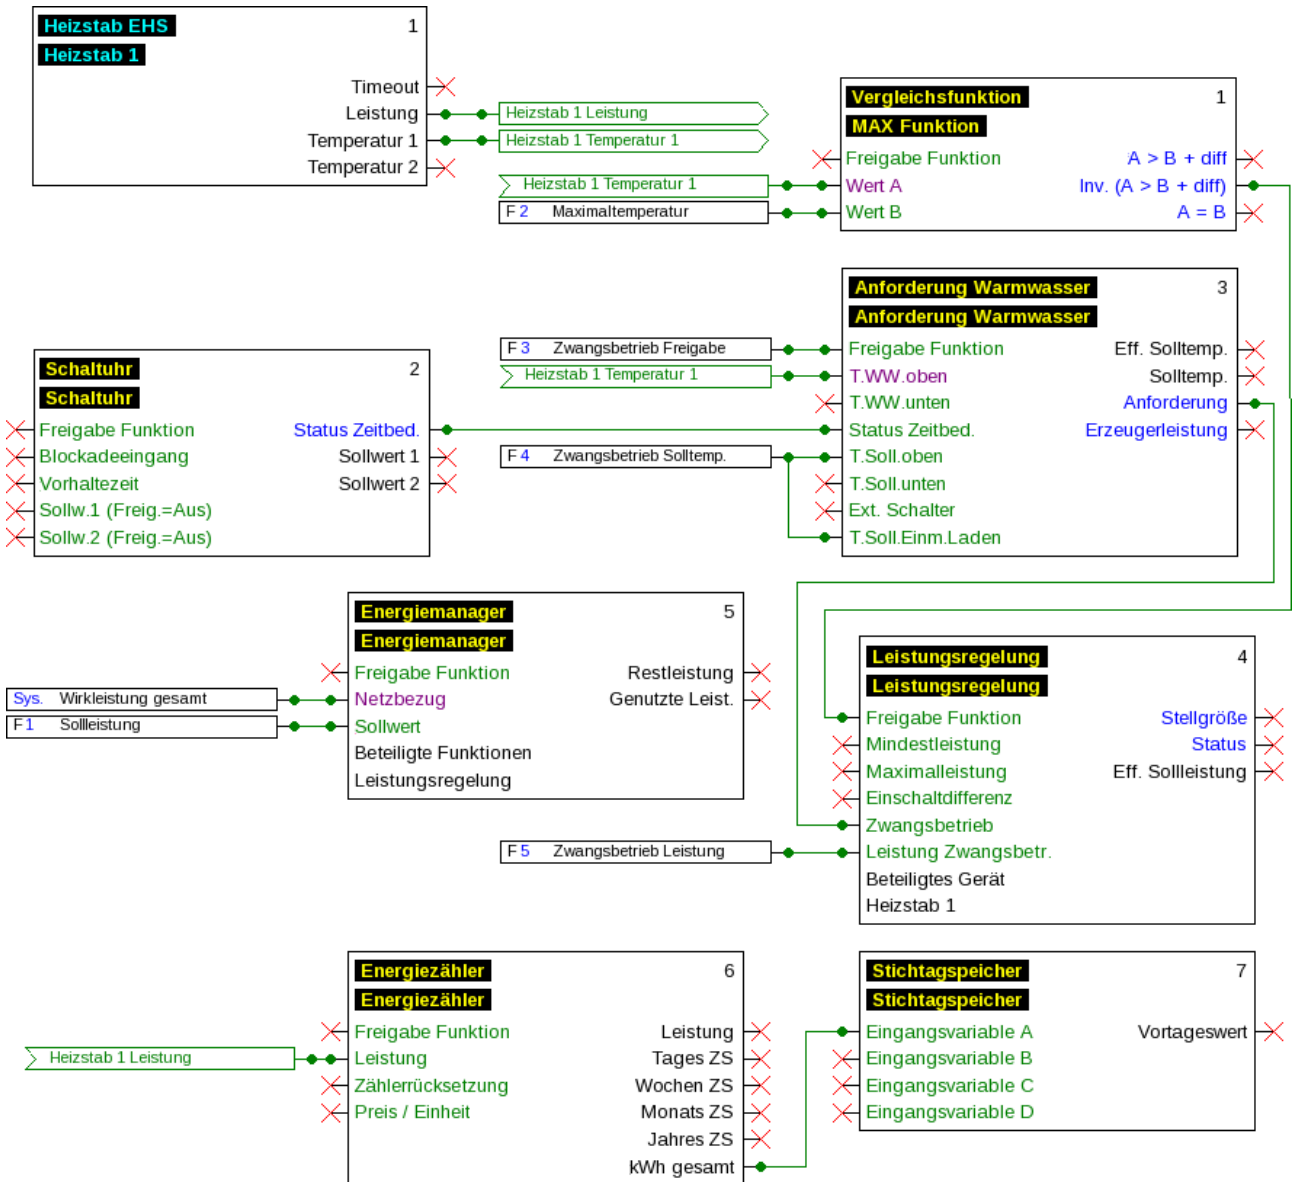 Heizstab EHS 1
Heizstab 1
Timeout
Leistung
Temperatur 1
Temperatur 2
Heizstab 1 Leistung
Heizstab 1 Temperatur 1
Vergleichsfunktion 1
MAX Funktion
Freigabe Funktion A > B + diff
Wert A Inv. (A > B + diff)
Wert B A = B
Heizstab 1 Temperatur 1
F 2 Maximaltemperatur
Anforderung Warmwasser 3
Anforderung Warmwasser
Freigabe Funktion Eff. Solltemp.
T.WW.oben Solltemp.
T.WW.unten Anforderung
Status Zeitbed. Erzeugerleistung
T.Soll.oben
T.Soll.unten
Ext. Schalter
T.Soll.Einm.Laden
F 3 Zwangsbetrieb Freigabe
Heizstab 1 Temperatur 1
F 4 Zwangsbetrieb Solltemp.
Schaltuhr 2
Schaltuhr
Freigabe Funktion Status Zeitbed.
Blockadeeingang Sollwert 1
Vorhaltezeit Sollwert 2
Sollw.1 (Freig.=Aus)
Sollw.2 (Freig.=Aus)
Energiemanager 5
Energiemanager
Freigabe Funktion Restleistung
Netzbezug Genutzte Leist.
Sollwert
Beteiligte Funktionen
Leistungsregelung
Sys. Wirkleistung gesamt
F 1 Sollleistung
Leistungsregelung 4
Leistungsregelung
Freigabe Funktion Stellgröße
Mindestleistung Status
Maximalleistung Eff. Sollleistung
Einschaltdifferenz
Zwangsbetrieb
Leistung Zwangsbetr.
Beteiligtes Gerät
Heizstab 1
F 5 Zwangsbetrieb Leistung
Energiezähler 6
Energiezähler
Freigabe Funktion Leistung
Leistung Tages ZS
Zählerrücksetzung Wochen ZS
Preis / Einheit Monats ZS
Jahres ZS
kWh gesamt
Heizstab 1 Leistung
Stichtagspeicher 7
Stichtagspeicher
Eingangsvariable A Vortageswert
Eingangsvariable B
Eingangsvariable C
Eingangsvariable D